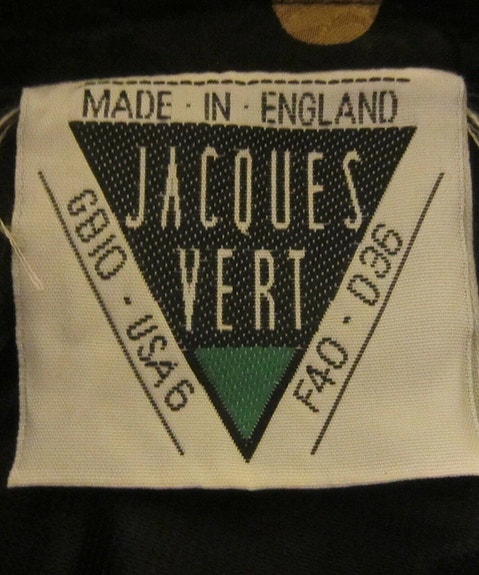 MADE · IN · ENGLAND
JACQUES
VERT
GB10 · USA6
F40 · D36